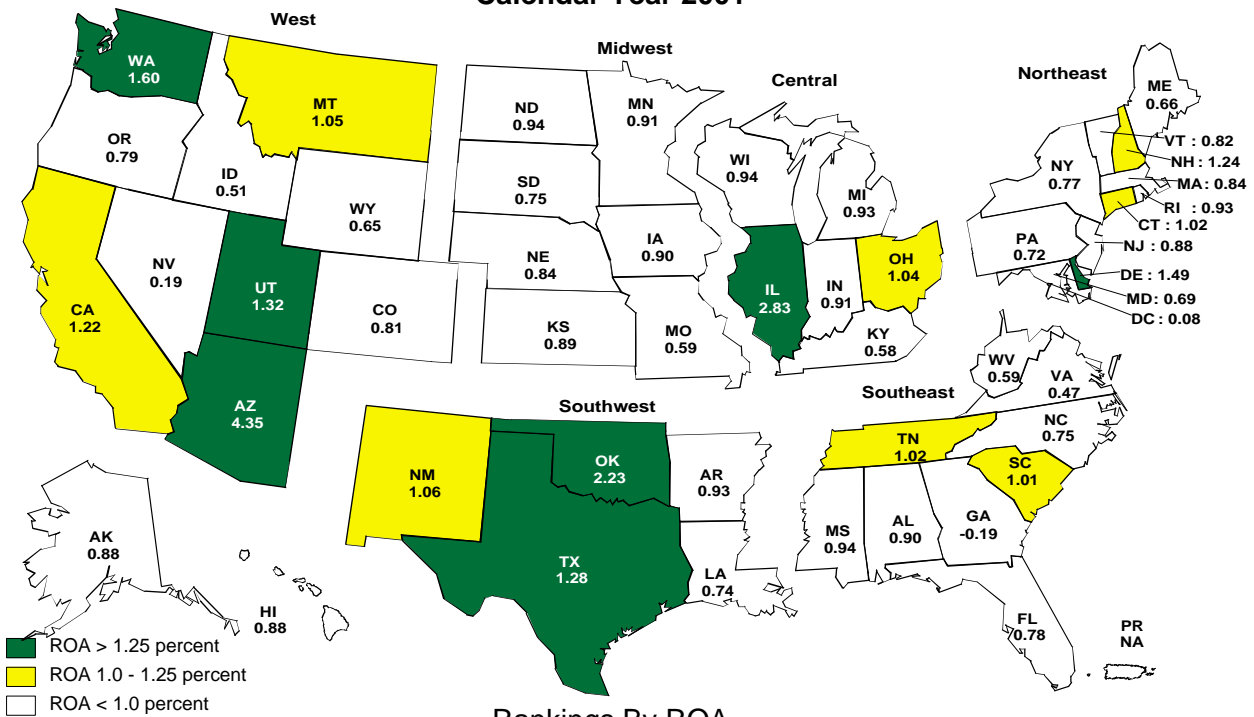 Calendar Year 2001
West
Midwest
Central
Northeast
WA
1.60
MT
1.05
OR
0.79
ID
0.51
WY
0.65
NV
0.19
UT
1.32
CO
0.81
CA
1.22
AZ
4.35
AK
0.88
HI
0.88
ND
0.94
MN
0.91
SD
0.75
NE
0.84
IA
0.90
KS
0.89
MO
0.59
WI
0.94
MI
0.93
IL
2.83
IN
0.91
OH
1.04
KY
0.58
ME
0.66
NY
0.77
VT : 0.82
NH : 1.24
MA: 0.84
RI : 0.93
CT : 1.02
NJ : 0.88
PA
0.72
DE : 1.49
MD: 0.69
DC : 0.08
Southwest
NM
1.06
OK
2.23
TX
1.28
AR
0.93
LA
0.74
Southeast
WV
0.59
VA
0.47
NC
0.75
TN
1.02
SC
1.01
MS
0.94
AL
0.90
GA
-0.19
FL
0.78
PR
NA
ROA > 1.25 percent
ROA 1.0 - 1.25 percent
ROA < 1.0 percent
Rankings By ROA